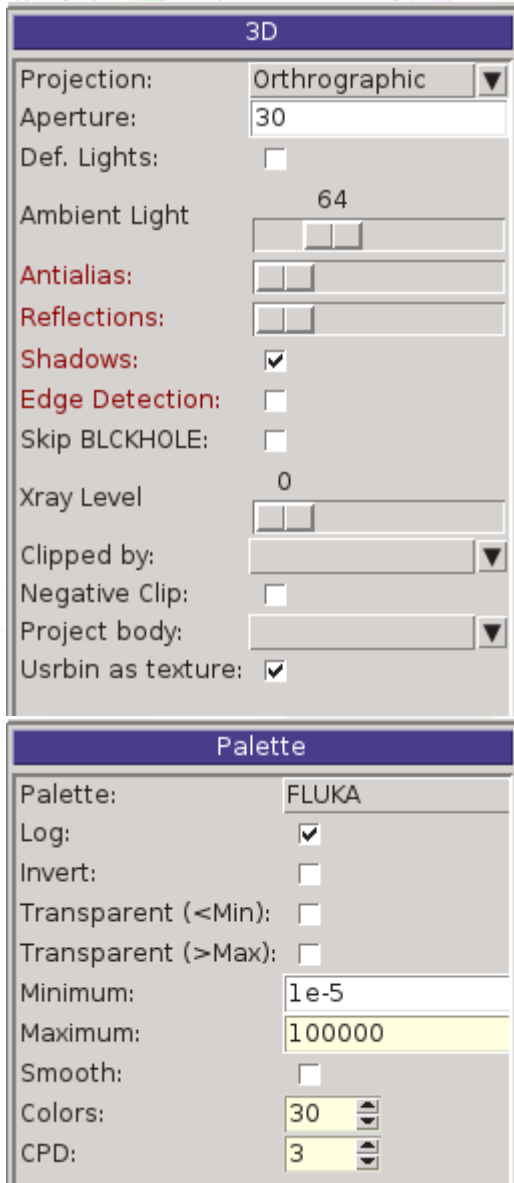 3D
Projection: Orthrographic
Aperture: 30
Def. Lights:
64
Ambient Light
Antialias:
Reflections:
Shadows:
Edge Detection:
Skip BLCKHOLE:
0
Xray Level
Clipped by:
Negative Clip:
Project body:
Usrbin as texture:
Palette
Palette: FLUKA
Log:
Invert:
Transparent (<Min):
Transparent (>Max):
Minimum: 1e-5
Maximum: 100000
Smooth:
Colors: 30
CPD: 3